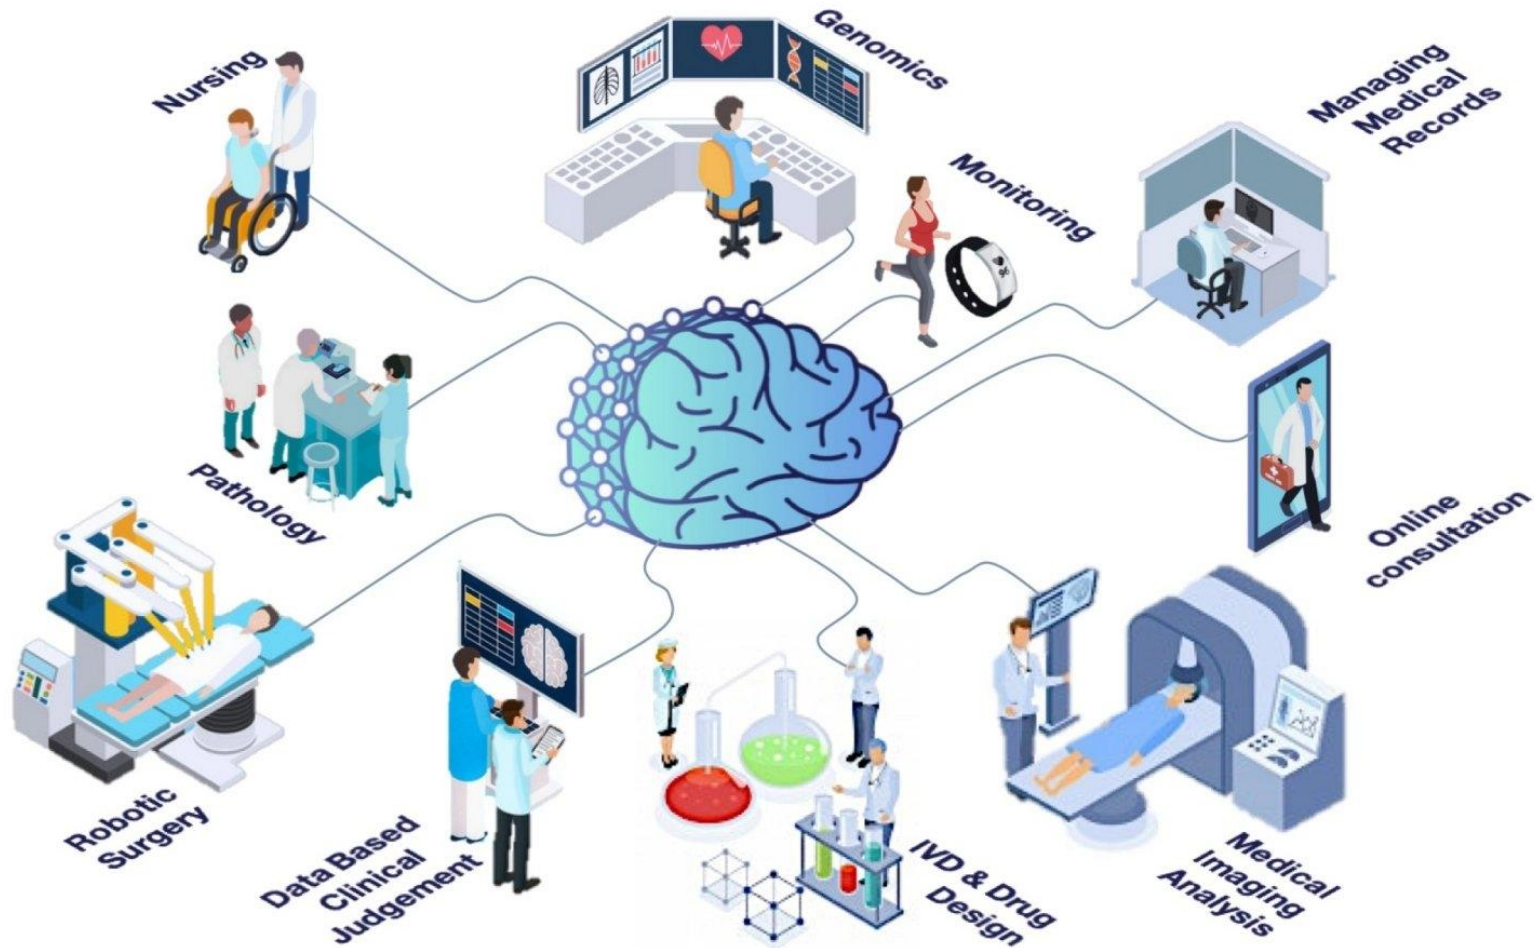 Nursing
Genomics
Managing
Medical
Records
Monitoring
96
Pathology
Online
consultation
Robotic
Surgery
Data Based
Clinical
Judgement
IVD & Drug
Design
Medical
Imaging
Analysis